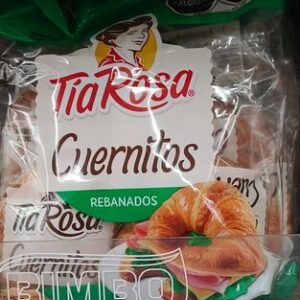 Tía Rosa®
Cuernitos
REBANADOS
Tía Rosa®
Cuernitos
BIMBO